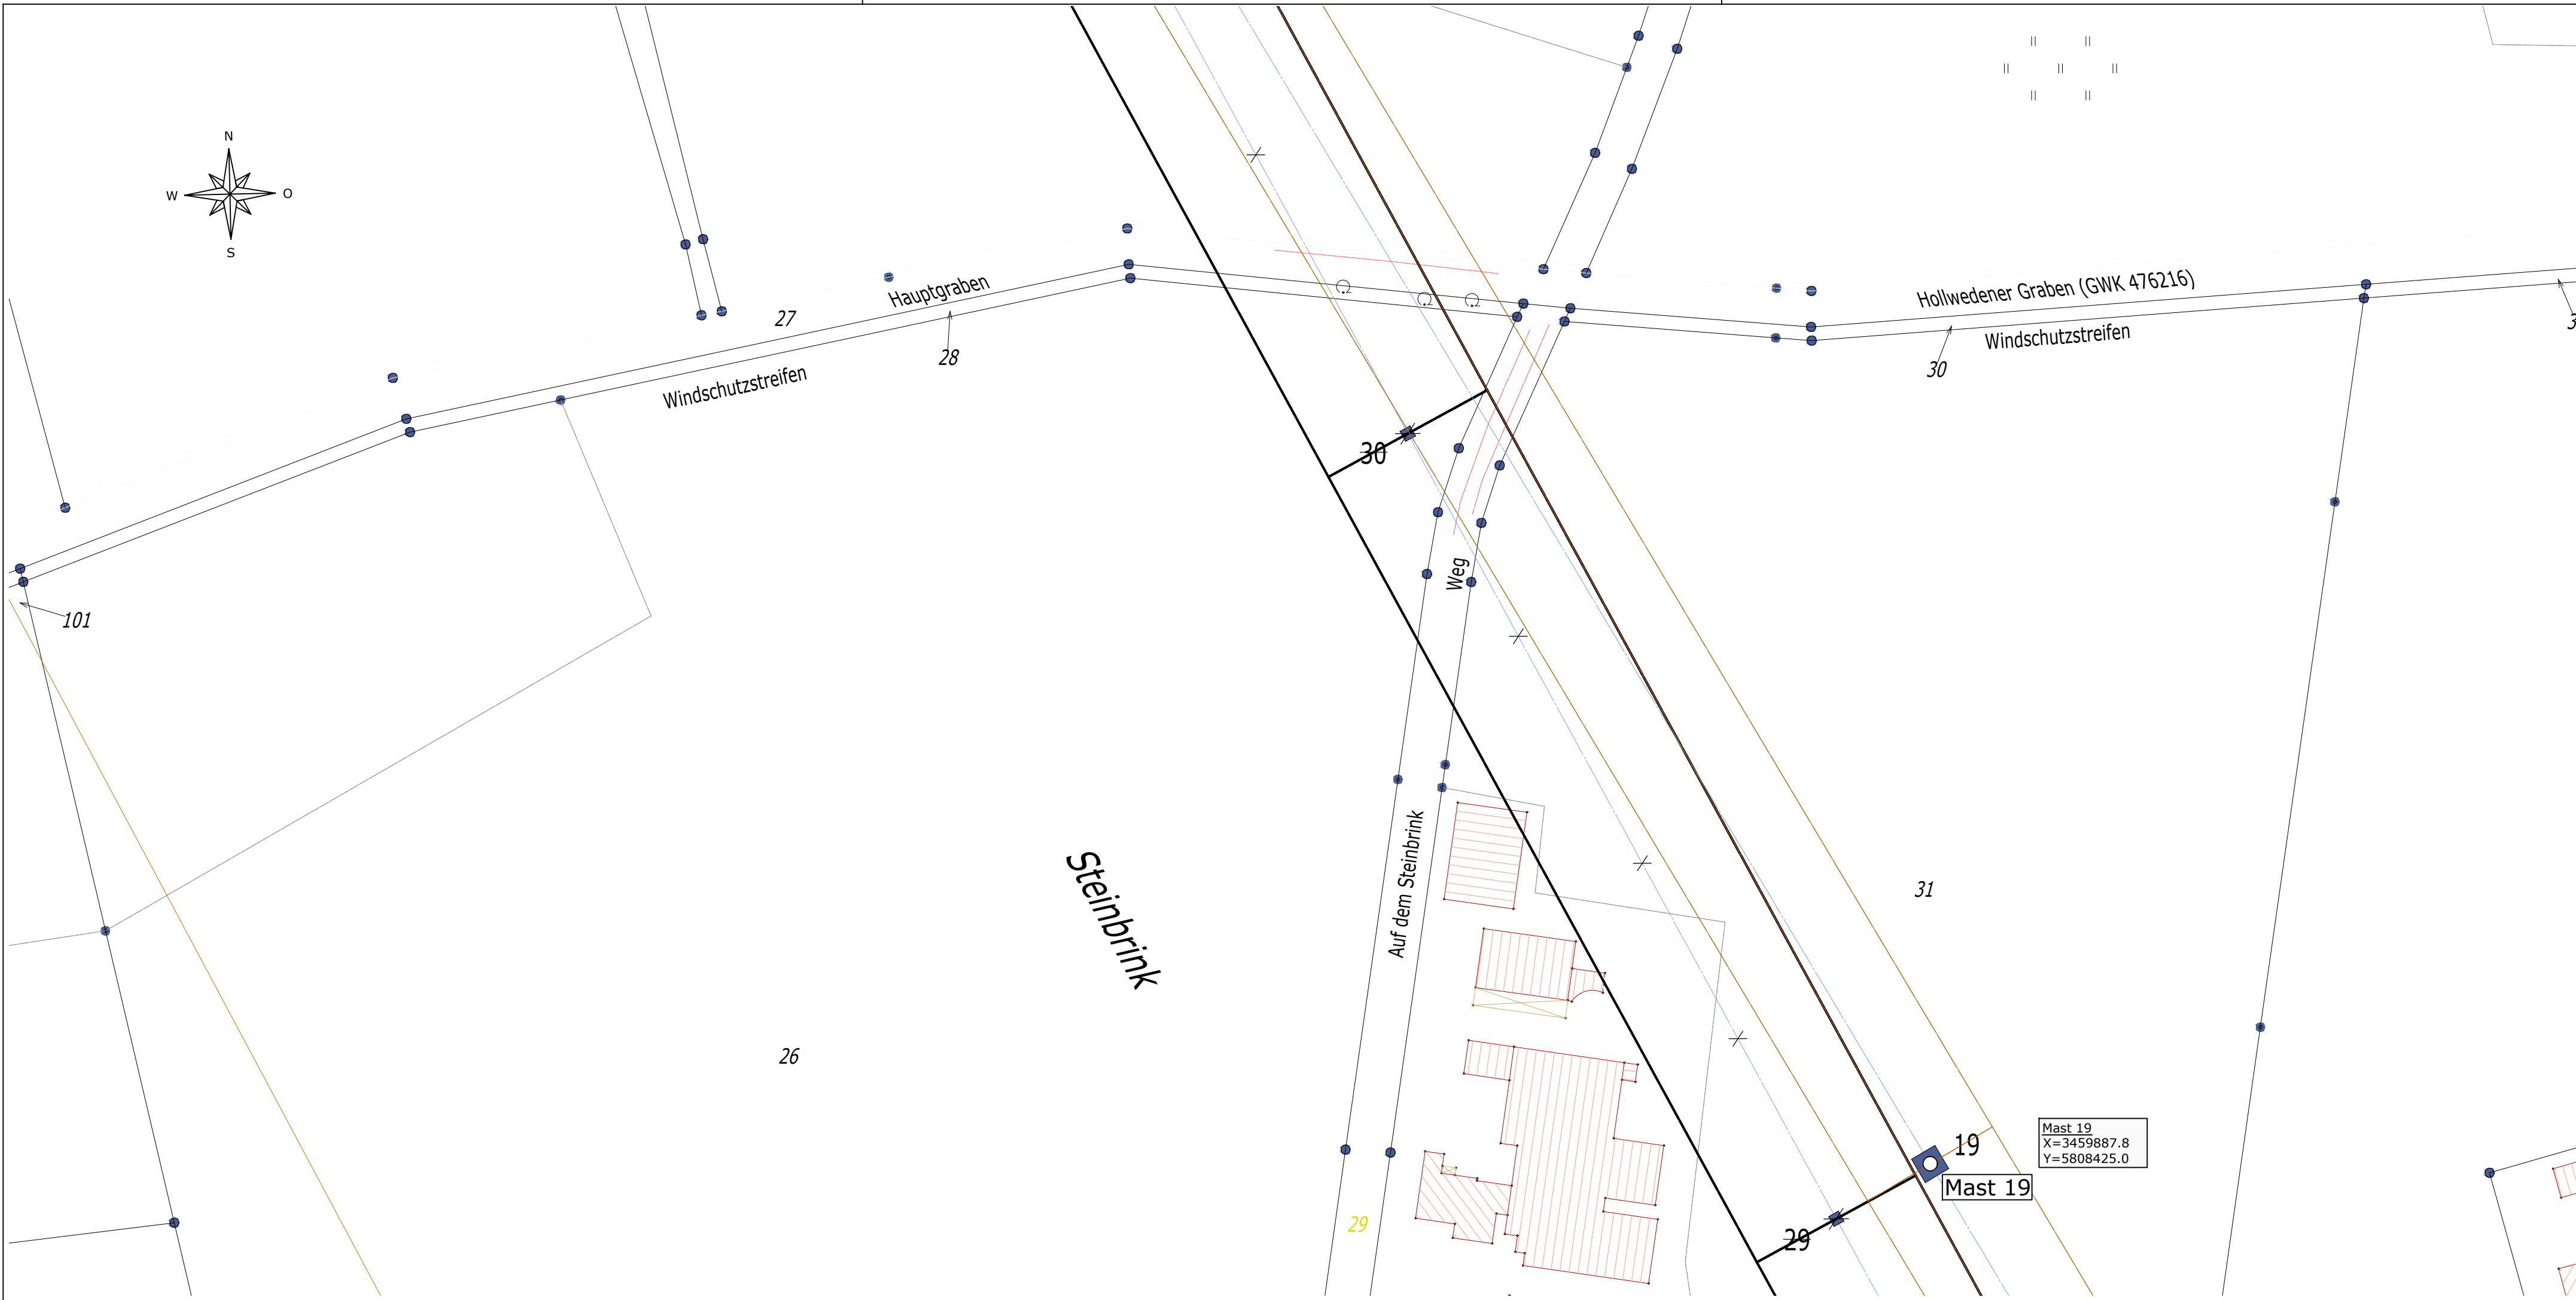 N
W
O
S
27
Hauptgraben
28
Windschutzstreifen
Hollwedener Graben (GWK 476216)
Windschutzstreifen
30
30
101
Weg
Steinbrink
Auf dem Steinbrink
31
26
19
Mast 19
X=3459887.8
Y=5808425.0
Mast 19
29
29